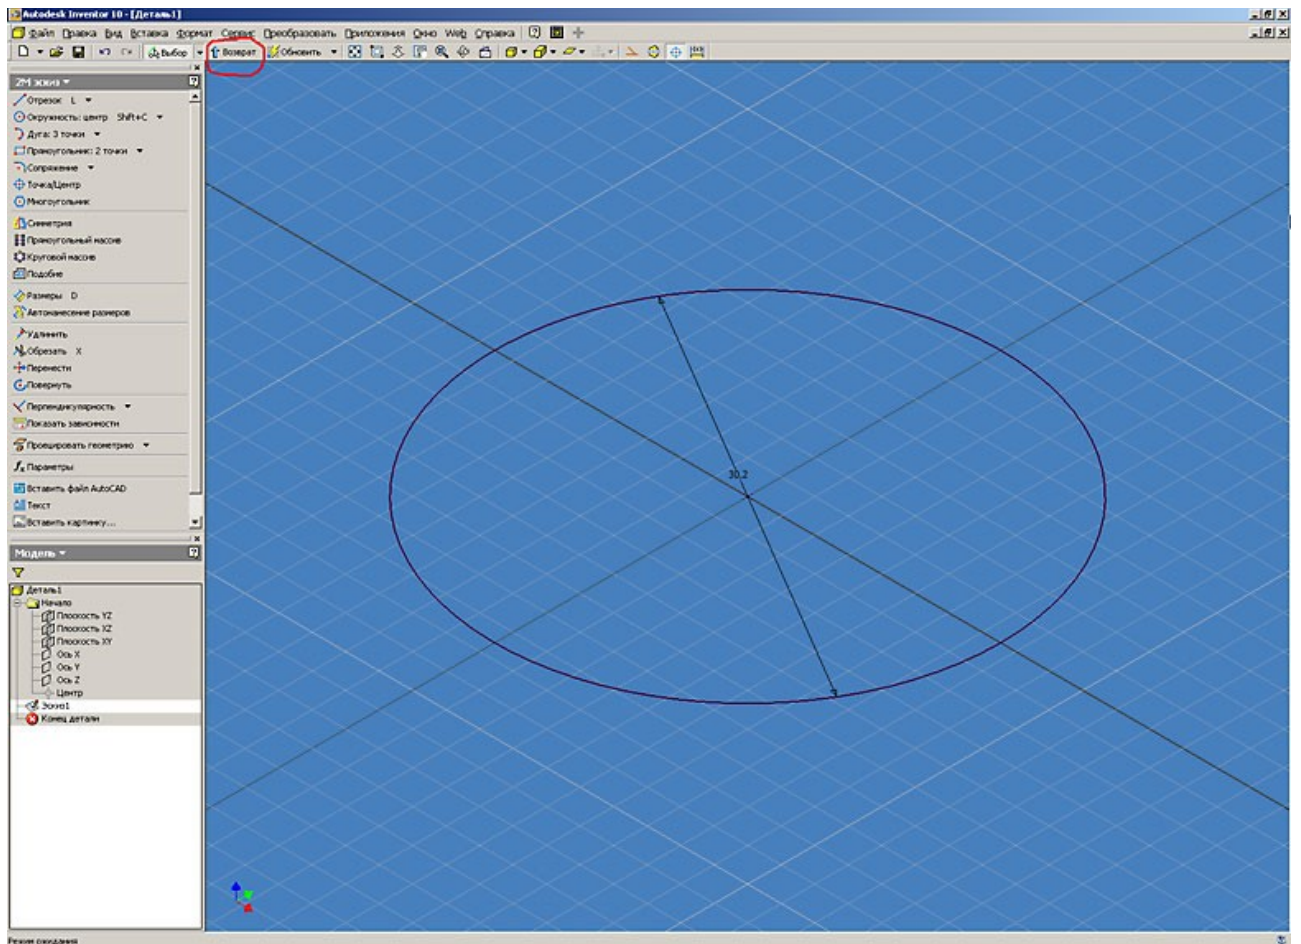 Autodesk Inventor 10 - [Деталь1]
Файл Правка Вид Вставка Формат Сервис Преобразовать Приложения Окно Web Справка
Выбор Возврат Обновить
2М эскиз
Отрезок L
Окружность: центр Shift+C
Дуга: 3 точки
Прямоугольник: 2 точки
Сопряжение
Точка/Центр
Многоугольник
Симметрия
Прямоугольный массив
Круговой массив
Подобие
Размеры D
Автонанесение размеров
Удлинить
Обрезать X
Перенести
Повернуть
Перпендикулярность
Показать зависимости
Проецировать геометрию
fx Параметры
Вставить файл AutoCAD
Текст
Вставить картинку...
30,2
Модель
Деталь1
Начало
Плоскость YZ
Плоскость XZ
Плоскость XY
Ось X
Ось Y
Ось Z
Центр
Эскиз1
Конец детали
Режим ожидания